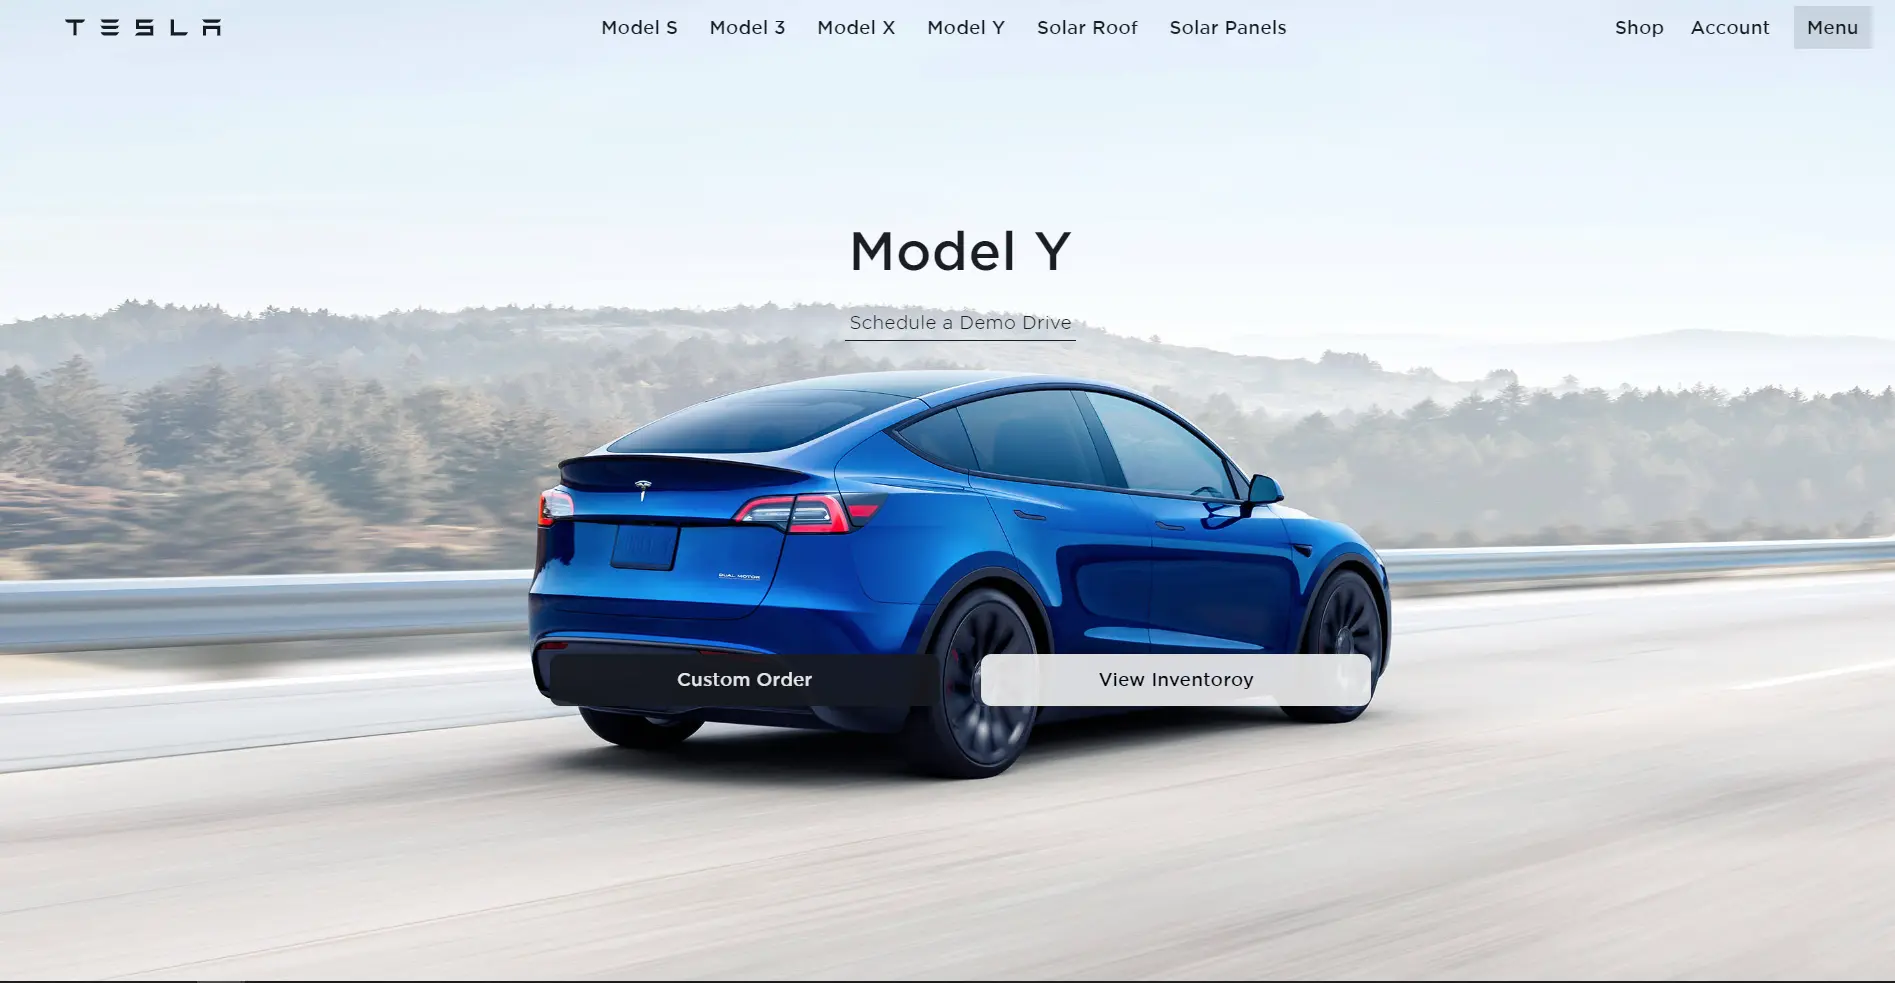 TESLA Model S Model 3 Model X Model Y Solar Roof Solar Panels Shop Account Menu
Model Y
Schedule a Demo Drive
DUAL MOTOR
Custom Order View Inventoroy